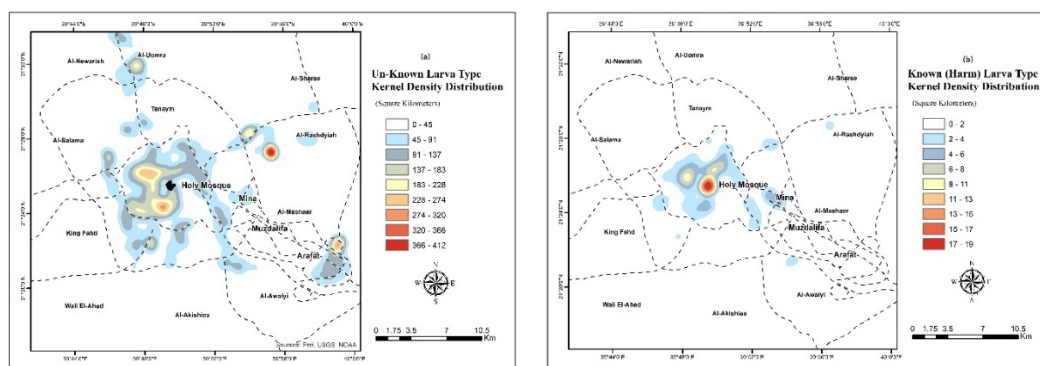 (a)
Un-Known Larva Type
Kernel Density Distribution
(Square Kilometers)
0 - 45
45 - 91
91 - 137
137 - 183
183 - 228
228 - 274
274 - 320
320 - 366
366 - 412
N
W E
S
0 1.75 3.5 7 10.5
Km
Al-Newariah
Al-Uomra
Al-Sharee
Tanaym
Al-Salama
Al-Rashdyiah
Holy Mosque
Mina
Al-Mashaer
King Fahd
Muzdalifa
Arafat
Al-Awalyi
Wali El-Ahad
Al-Akishiaa
Sources: Esri, USGS, NOAA
(b)
Known (Harm) Larva Type
Kernel Density Distribution
(Square Kilometers)
0 - 2
2 - 4
4 - 6
6 - 8
8 - 11
11 - 13
13 - 15
15 - 17
17 - 19
N
W
S
0 1.75 3.5 7 10.5
Km
Al-Newariah
Al-Uomra
Al-Sharee
Tanaym
Al-Salama
Al-Rashdyiah
Holy Mosque
Mina
Al-Mashaer
King Fahd
Muzdalifa
Arafat
Al-Awalyi
Wali El-Ahad
Al-Akishiaa